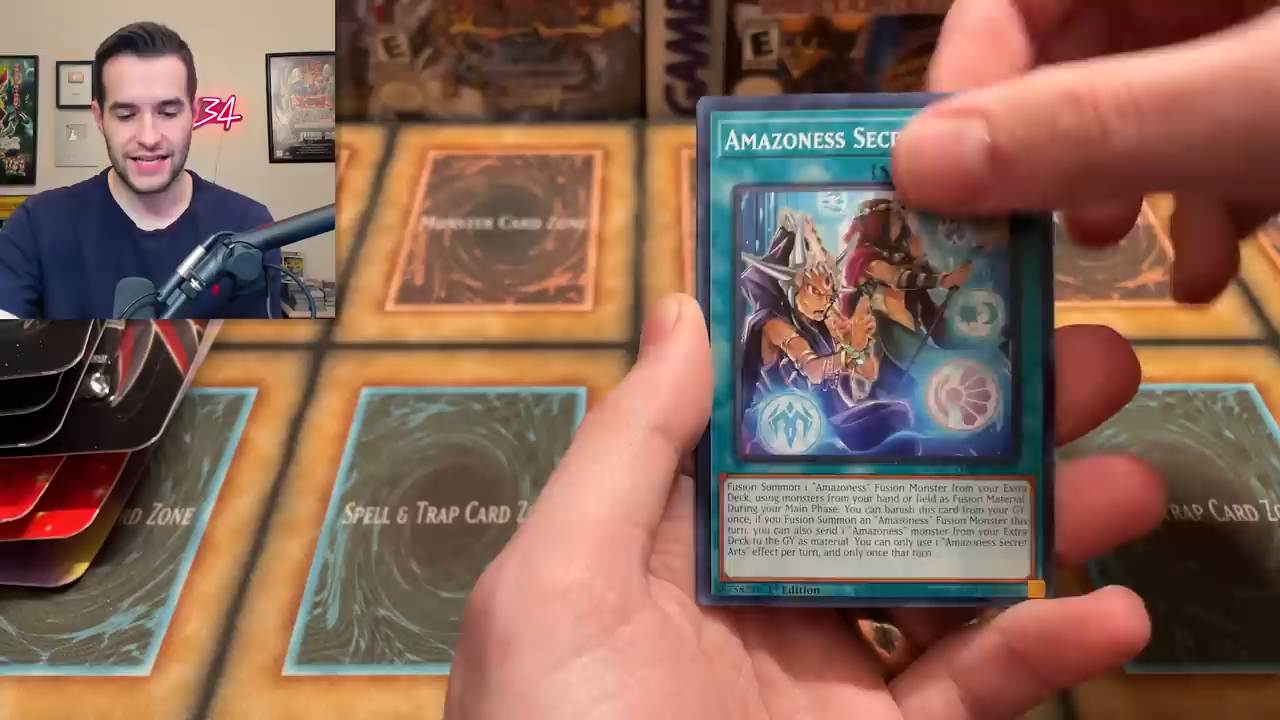 34
E
GAME
E
MONSTER CARD ZONE
AMAZONESS SEC
Fusion Summon 1 "Amazoness" Fusion Monster from your Extra
Deck, using monsters from your hand or field as Fusion Material.
During your Main Phase: You can banish this card from your GY
once, if you Fusion Summon an "Amazoness" Fusion Monster this
turn, you can also send 1 "Amazoness" monster from your Extra
Deck to the GY as material. You can only use 1 "Amazoness Secret
Arts" effect per turn, and only once that turn.
1st Edition
RD ZONE
SPELL & TRAP CARD Z
TRAP CARD ZO